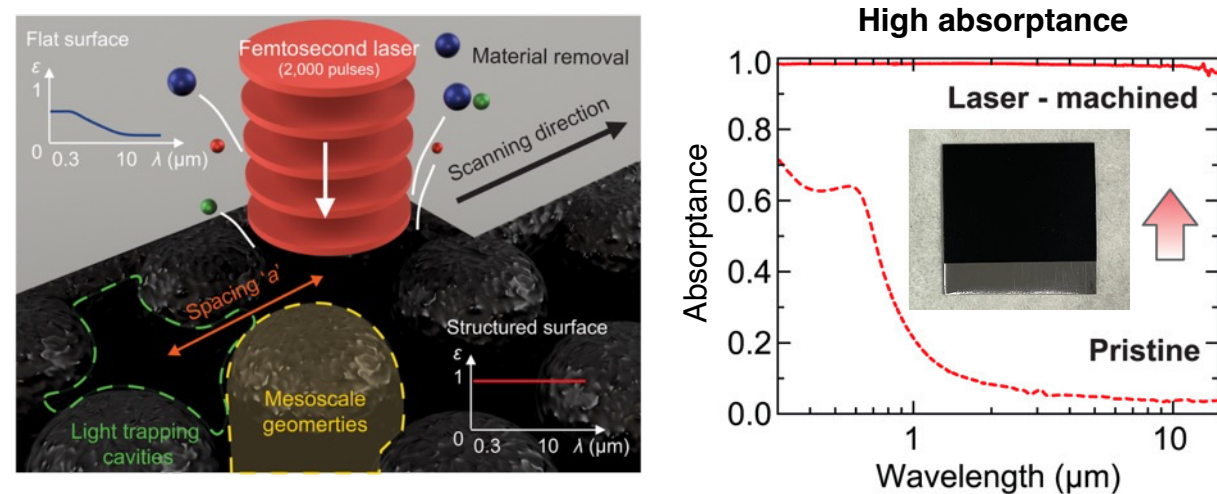 Flat surface
ε
1
0
0.3
10
λ (μm)
Femtosecond laser
(2,000 pulses)
Material removal
Scanning direction
Spacing 'a'
Light trapping
cavities
Mesoscale
geomerties
Structured surface
ε
1
0
0.3
10
λ (μm)
High absorptance
Absorptance
1.0
0.8
0.6
0.4
0.2
0.0
Laser - machined
Pristine
1
10
Wavelength (μm)